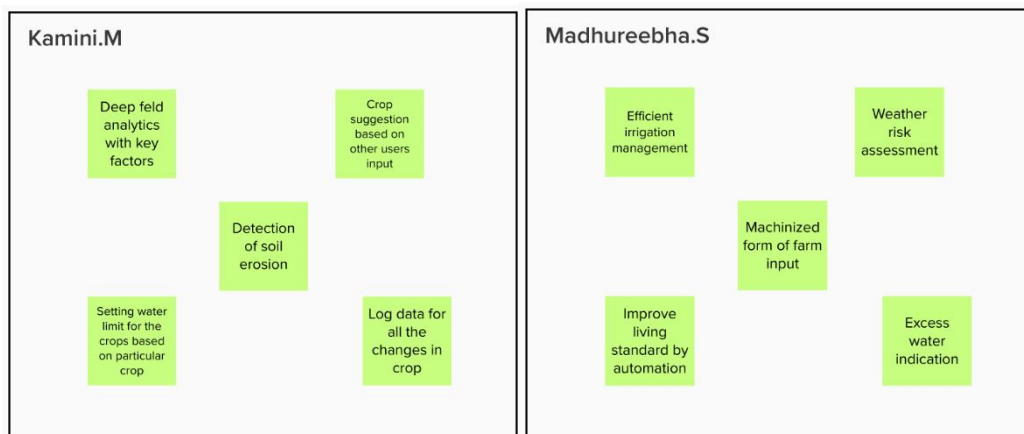 Kamini.M
Deep feld
analytics
with key
factors
Crop
suggestion
based on
other users
input
Detection
of soil
erosion
Setting water
limit for the
crops based
on particular
crop
Log data for
all the
changes in
crop
Madhureebha.S
Efficient
irrigation
management
Weather
risk
assessment
Machinized
form of farm
input
Improve
living
standard by
automation
Excess
water
indication